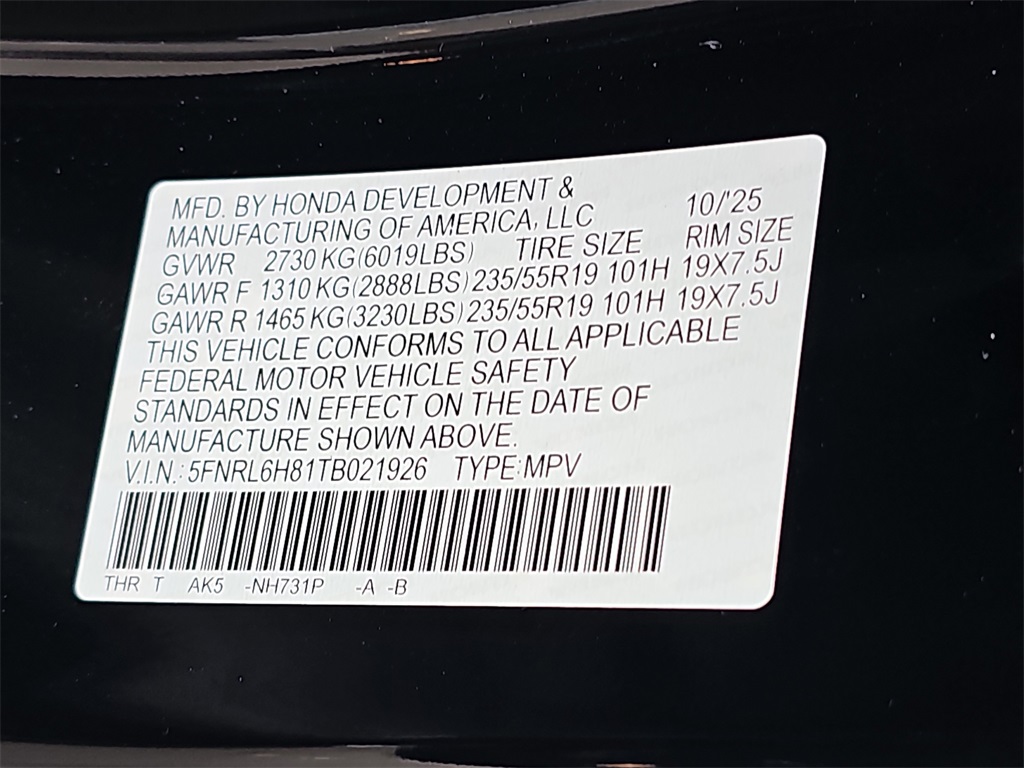 MFD. BY HONDA DEVELOPMENT &
MANUFACTURING OF AMERICA, LLC 10/'25
GVWR 2730 KG(6019LBS) TIRE SIZE RIM SIZE
GAWR F 1310 KG(2888LBS) 235/55R19 101H 19X7.5J
GAWR R 1465 KG(3230LBS) 235/55R19 101H 19X7.5J
THIS VEHICLE CONFORMS TO ALL APPLICABLE
FEDERAL MOTOR VEHICLE SAFETY
STANDARDS IN EFFECT ON THE DATE OF
MANUFACTURE SHOWN ABOVE.
V.I.N.: 5FNRL6H81TB021926 TYPE: MPV
THR T AK5 -NH731P -A -B